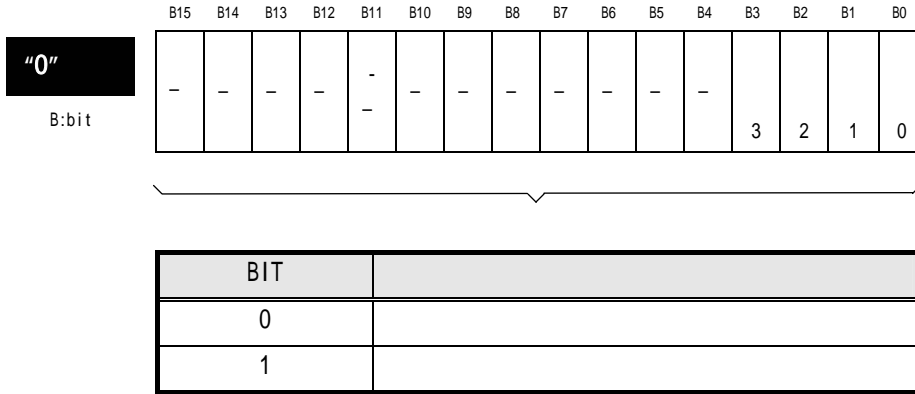 B15 B14 B13 B12 B11 B10 B9 B8 B7 B6 B5 B4 B3 B2 B1 B0
“0”
-
– – – – – – – – – – – –
B:bit
3 2 1 0
BIT
0
1